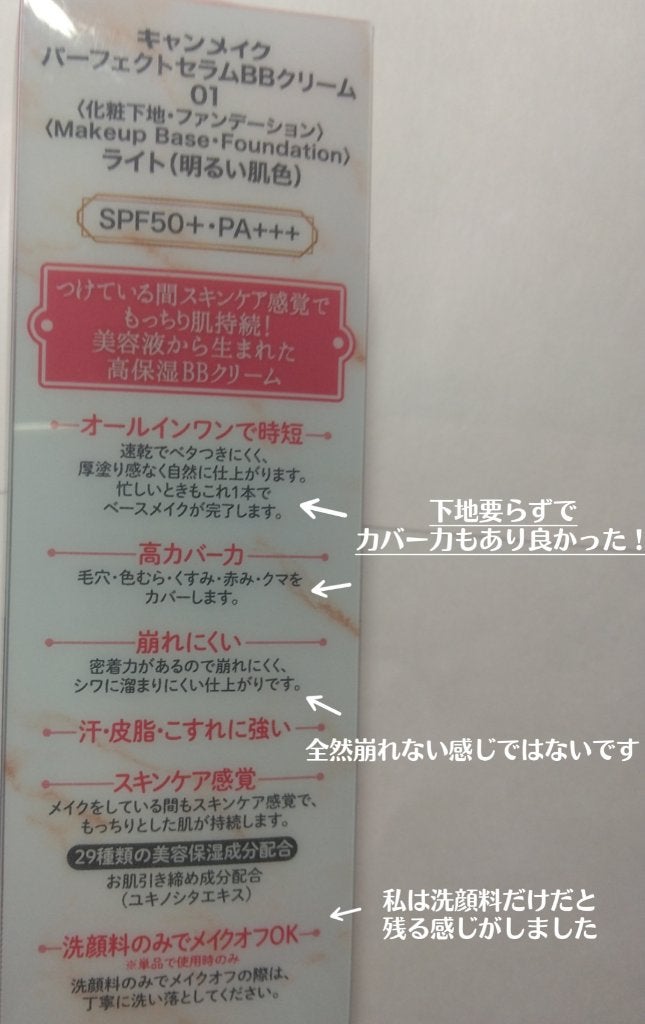 キャンメイク
パーフェクトセラムBBクリーム
01
〈化粧下地・ファンデーション〉
〈Makeup Base・Foundation〉
ライト(明るい肌色)
SPF50+・PA+++
つけている間スキンケア感覚で
もっちり肌持続!
美容液から生まれた
高保湿BBクリーム
オールインワンで時短
速乾でベタつきにくく、
厚塗り感なく自然に仕上がります。
忙しいときもこれ1本で
ベースメイクが完了します。
下地要らずで
カバー力もあり良かった!
高カバー力
毛穴・色むら・くすみ・赤み・クマを
カバーします。
崩れにくい
密着力があるので崩れにくく、
シワに溜まりにくい仕上がりです。
全然崩れない感じではないです
汗・皮脂・こすれに強い
スキンケア感覚
メイクをしている間もスキンケア感覚で、
もっちりとした肌が持続します。
29種類の美容保湿成分配合
お肌引き締め成分配合
(ユキノシタエキス)
私は洗顔料だけだと
残る感じがしました
洗顔料のみでメイクオフOK
※単品で使用時のみ
洗顔料のみでメイクオフの際は、
丁寧に洗い落としてください。